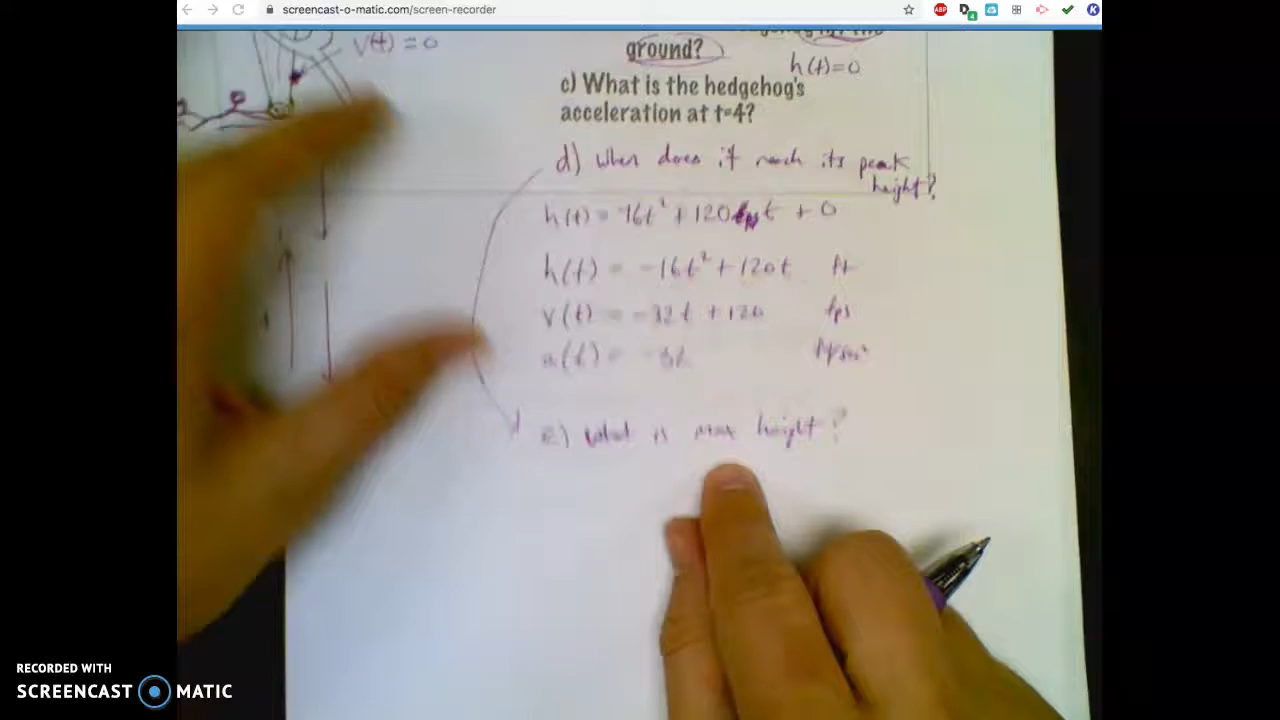 screencast-o-matic.com/screen-recorder
ABP
4
K
v(t) = 0
ground?
h(t)=0
c) What is the hedgehog's
acceleration at t=4?
d) When does it reach its peak
height?
h(t) = -16t² + 120 t + 0
h(t) = -16t² + 120t ft
v(t) = -32t + 120 fps
a(t) = -32
e) What is max height?
RECORDED WITH
SCREENCAST MATIC